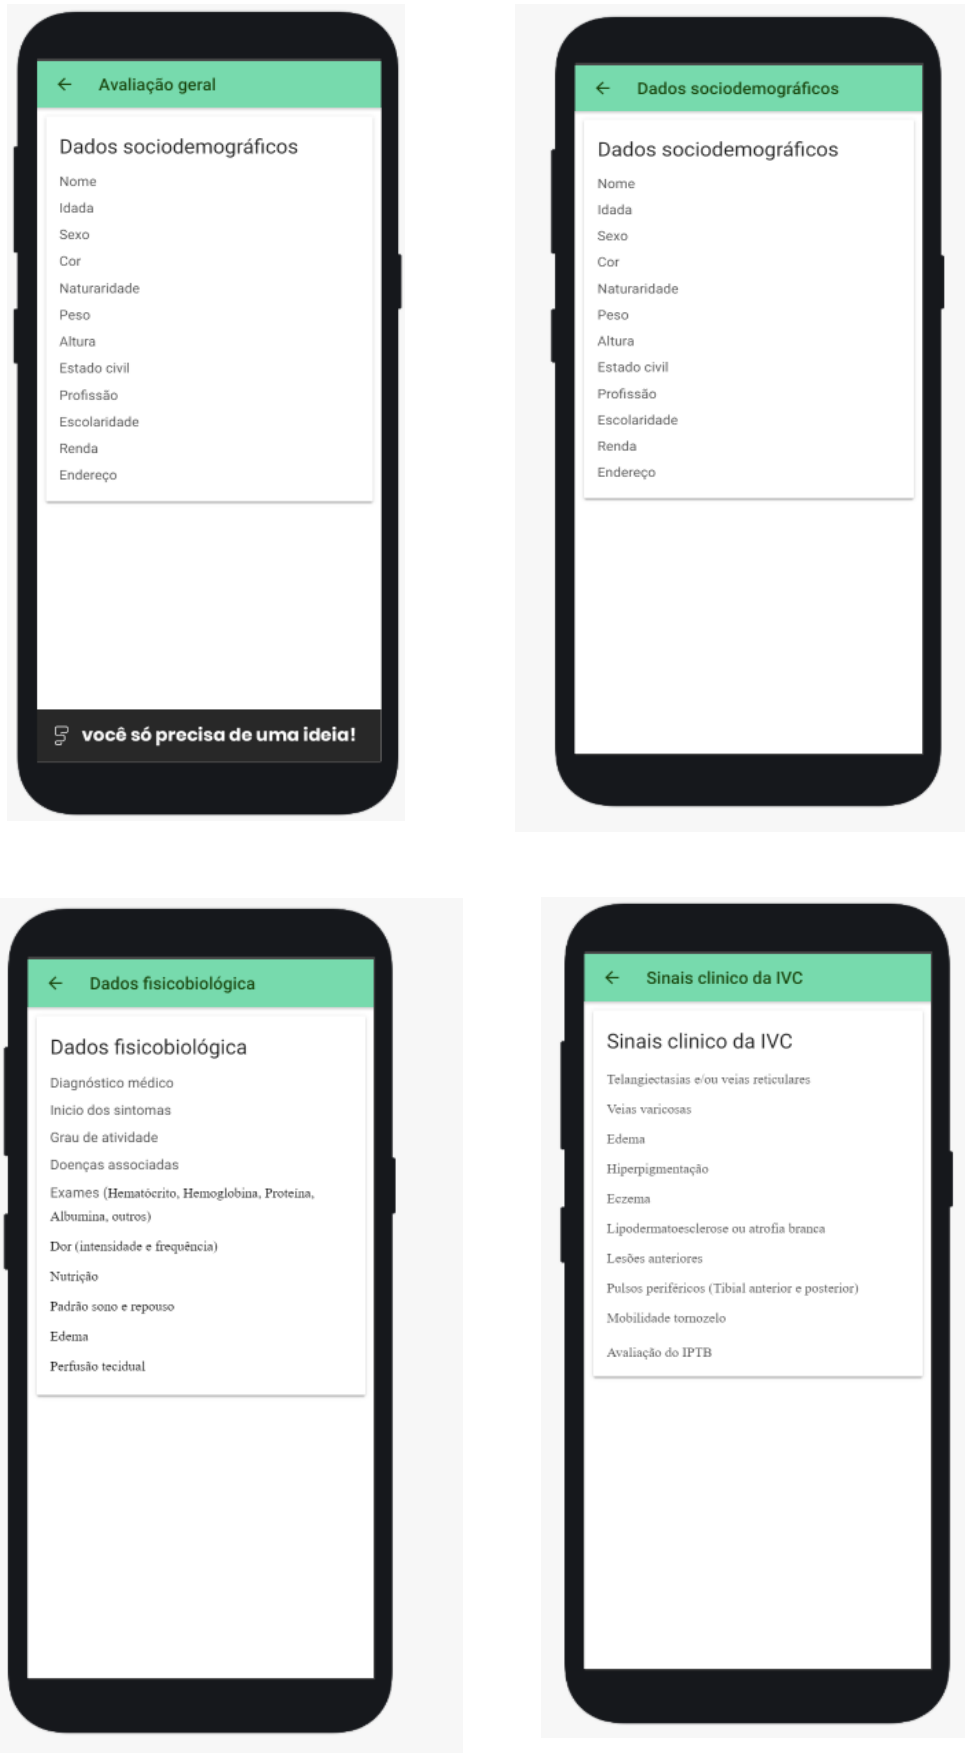 Avaliação geral
Dados sociodemográficos
Nome
Idada
Sexo
Cor
Naturaridade
Peso
Altura
Estado civil
Profissão
Escolaridade
Renda
Endereço
você só precisa de uma ideia!
Dados sociodemográficos
Dados sociodemográficos
Nome
Idada
Sexo
Cor
Naturaridade
Peso
Altura
Estado civil
Profissão
Escolaridade
Renda
Endereço
Dados fisicobiológica
Dados fisicobiológica
Diagnóstico médico
Inicio dos sintomas
Grau de atividade
Doenças associadas
Exames (Hematócrito, Hemoglobina, Proteína,
Albumina, outros)
Dor (intensidade e frequência)
Nutrição
Padrão sono e repouso
Edema
Perfusão tecidual
Sinais clinico da IVC
Sinais clinico da IVC
Telangiectasias e/ou veias reticulares
Veias varicosas
Edema
Hiperpigmentação
Eczema
Lipodermatoesclerose ou atrofia branca
Lesões anteriores
Pulsos periféricos (Tibial anterior e posterior)
Mobilidade tornozelo
Avaliação do IPTB